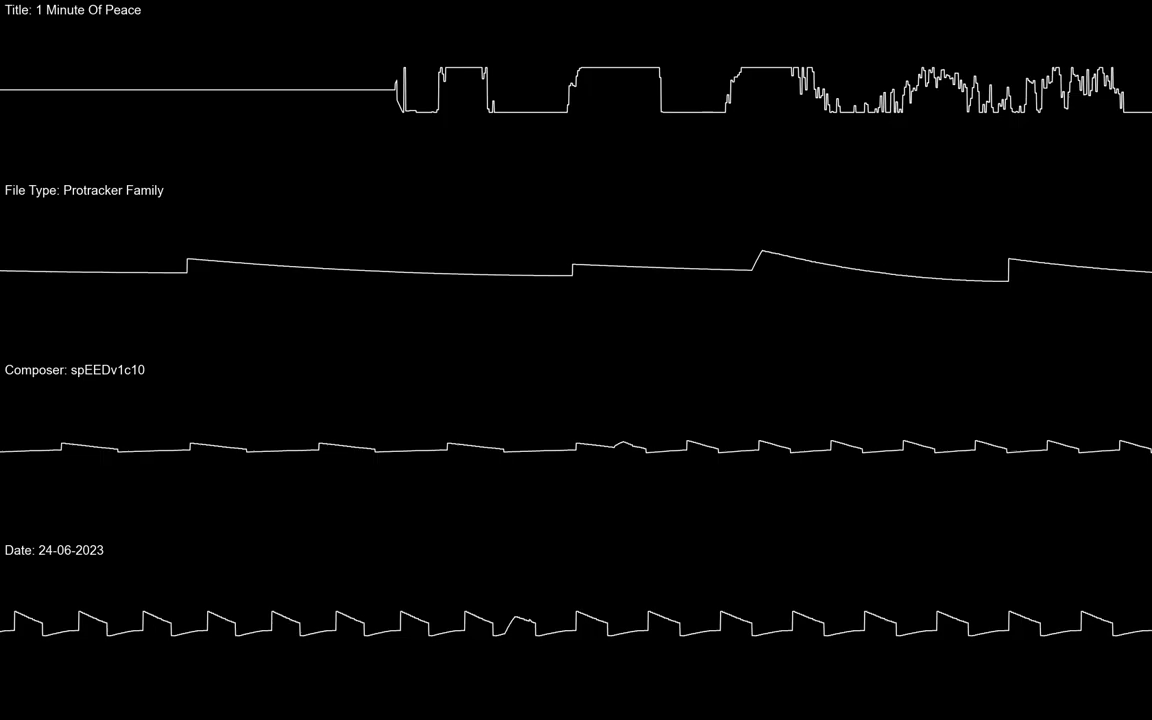 Title: 1 Minute Of Peace
File Type: Protracker Family
Composer: spEEDv1c10
Date: 24-06-2023